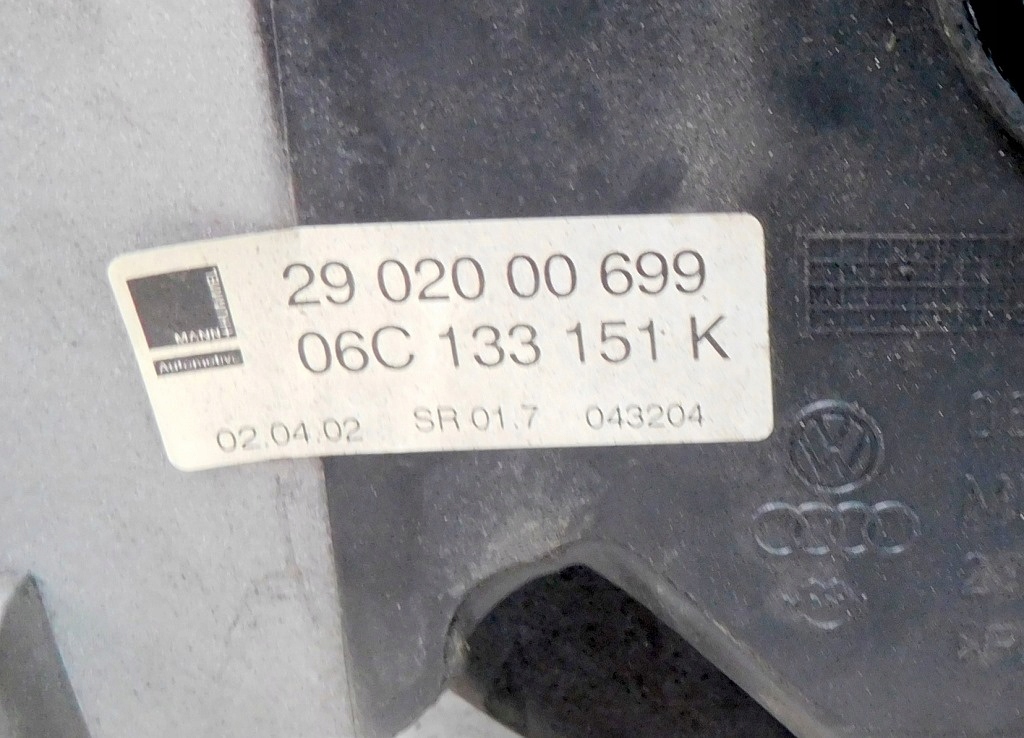 29 020 00 699
06C 133 151 K
MANN
Automotive
02.04.02 SR 01.7 043204